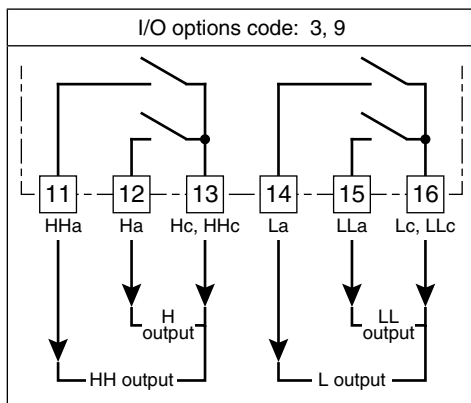 I/O options code: 3, 9
11 12 13 14 15 16
HHa Ha Hc, HHc La LLa Lc, LLc
H output
LL output
HH output
L output